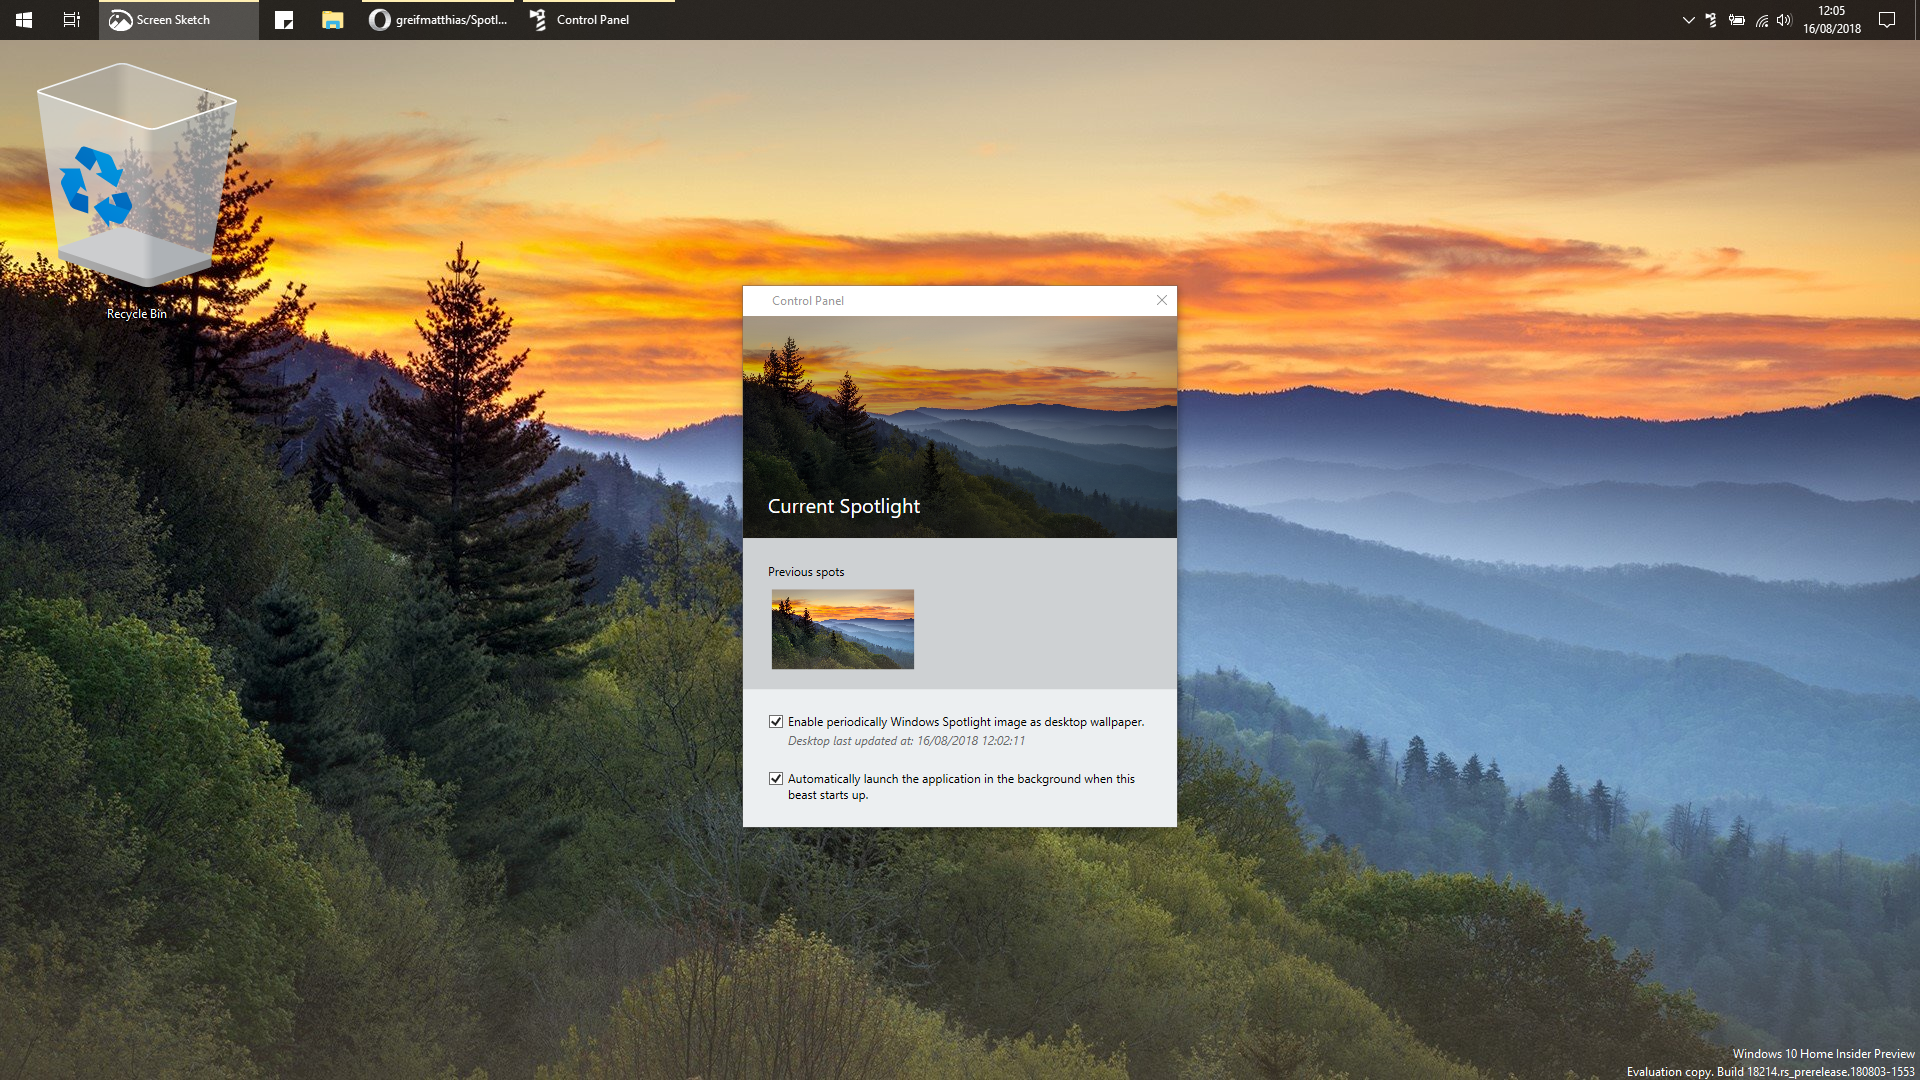 Screen Sketch
greifmatthias/Spotl...
Control Panel
12:05
16/08/2018
Recycle Bin
Control Panel
Current Spotlight
Previous spots
Enable periodically Windows Spotlight image as desktop wallpaper.
Desktop last updated at: 16/08/2018 12:02:11
Automatically launch the application in the background when this
beast starts up.
Windows 10 Home Insider Preview
Evaluation copy. Build 18214.rs_prerelease.180803-1553